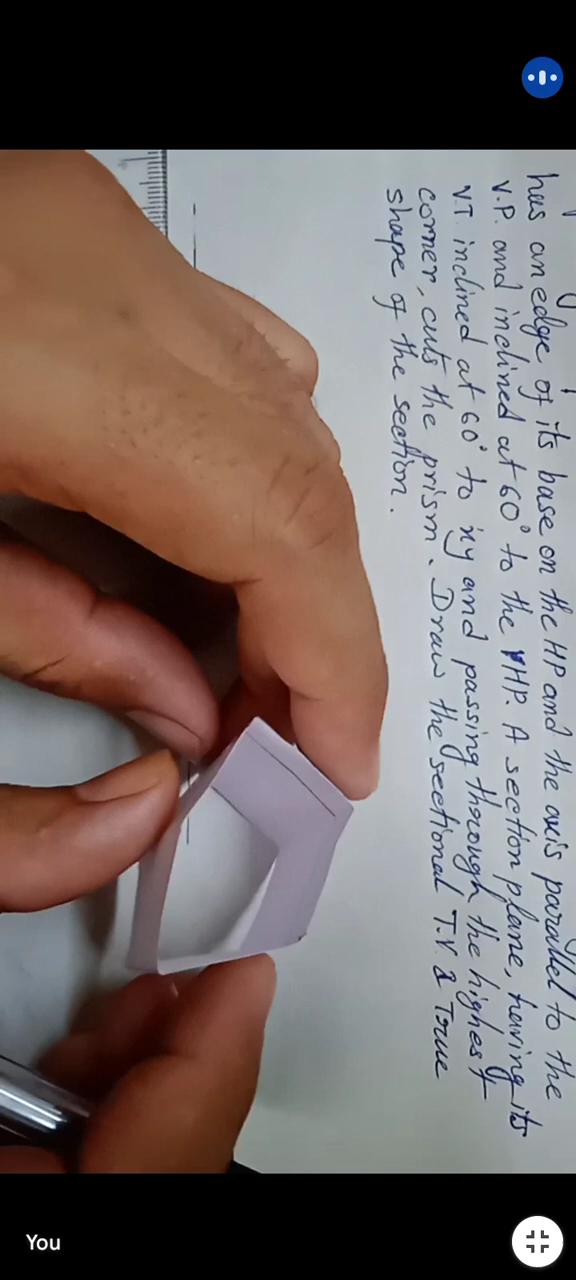 has an edge of its base on the HP and the axis parallel to the
V.P. and inclined at 60° to the HP. A section plane, having its
V.T. inclined at 60° to xy and passing through the highest
corner, cuts the prism. Draw the sectional T.V. & True
shape of the section.
You